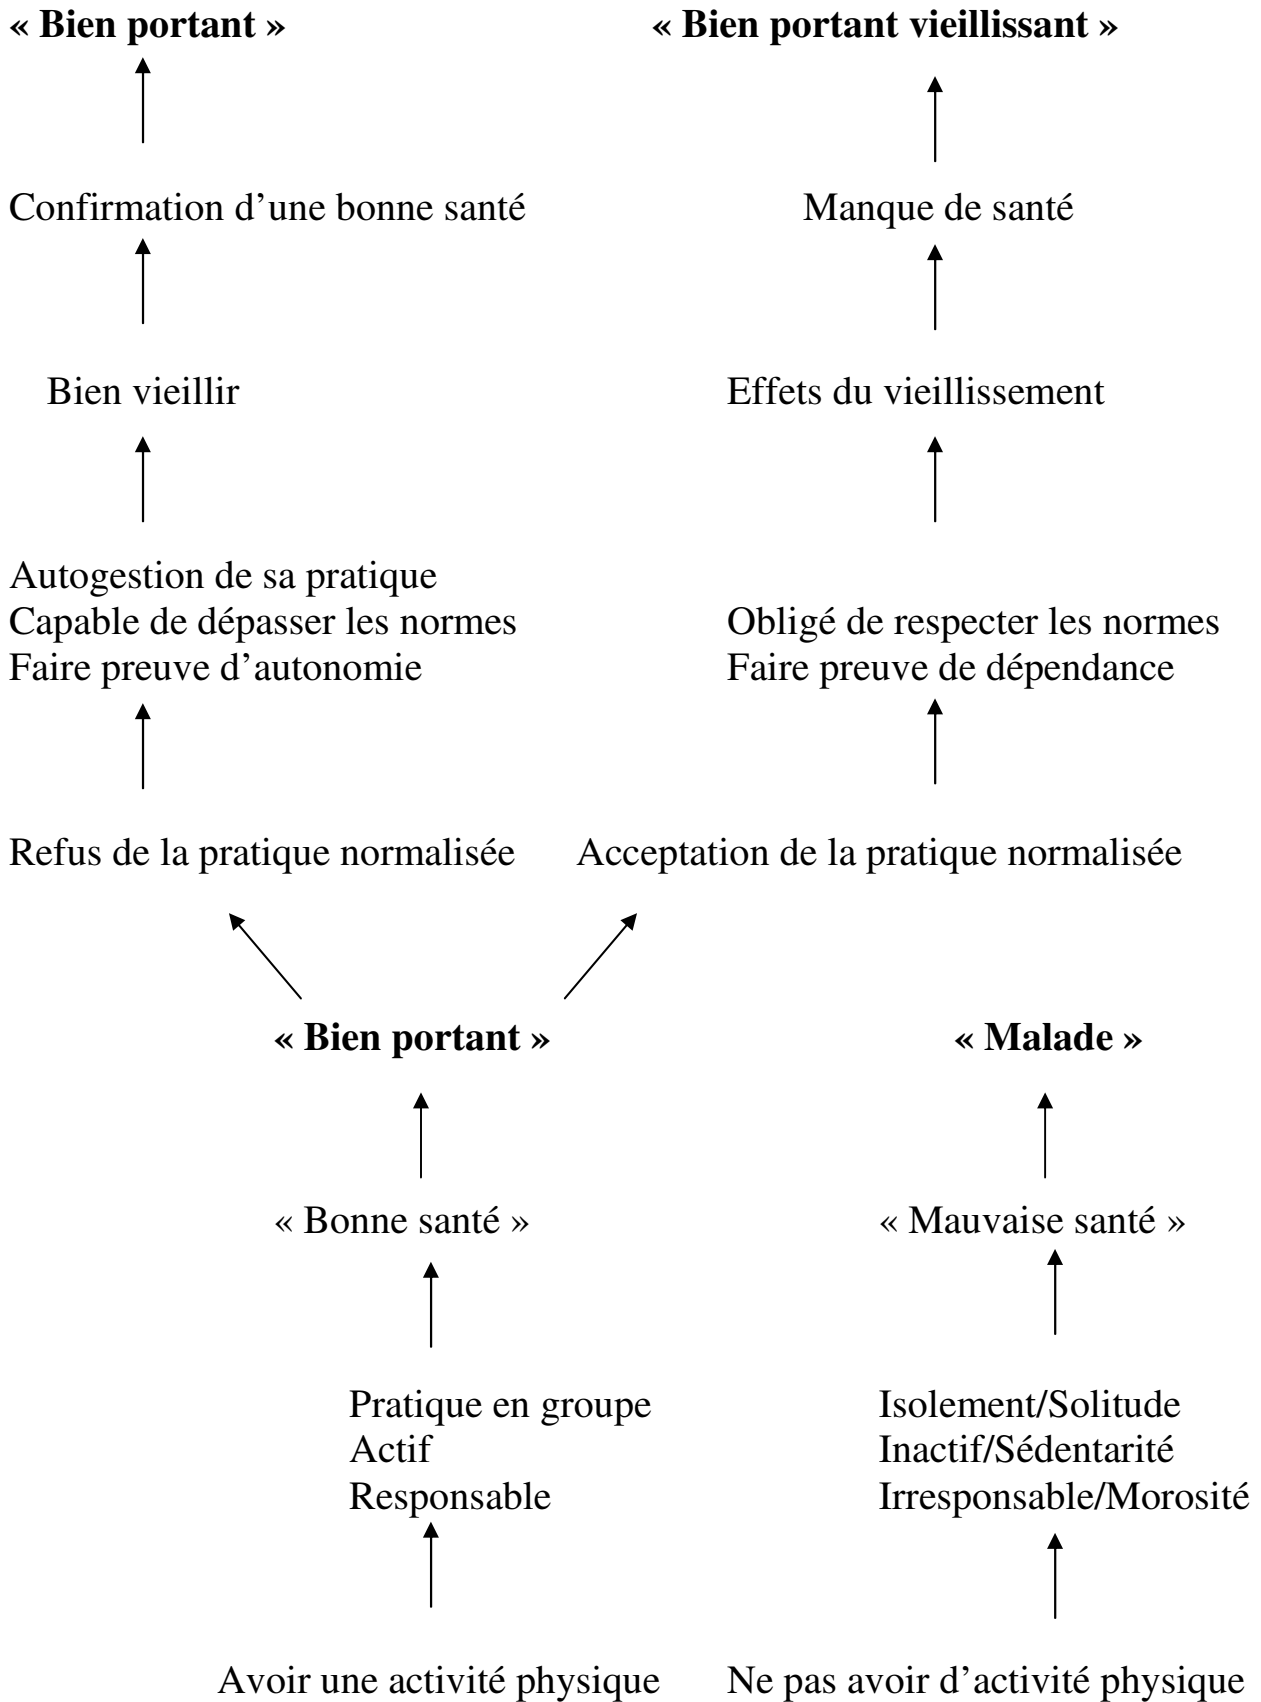 « Bien portant »
« Bien portant vieillissant »
Confirmation d’une bonne santé
Manque de santé
Bien vieillir
Effets du vieillissement
Autogestion de sa pratique
Capable de dépasser les normes
Faire preuve d’autonomie
Obligé de respecter les normes
Faire preuve de dépendance
Refus de la pratique normalisée
Acceptation de la pratique normalisée
« Bien portant »
« Malade »
« Bonne santé »
« Mauvaise santé »
Pratique en groupe
Actif
Responsable
Isolement/Solitude
Inactif/Sédentarité
Irresponsable/Morosité
Avoir une activité physique
Ne pas avoir d’activité physique